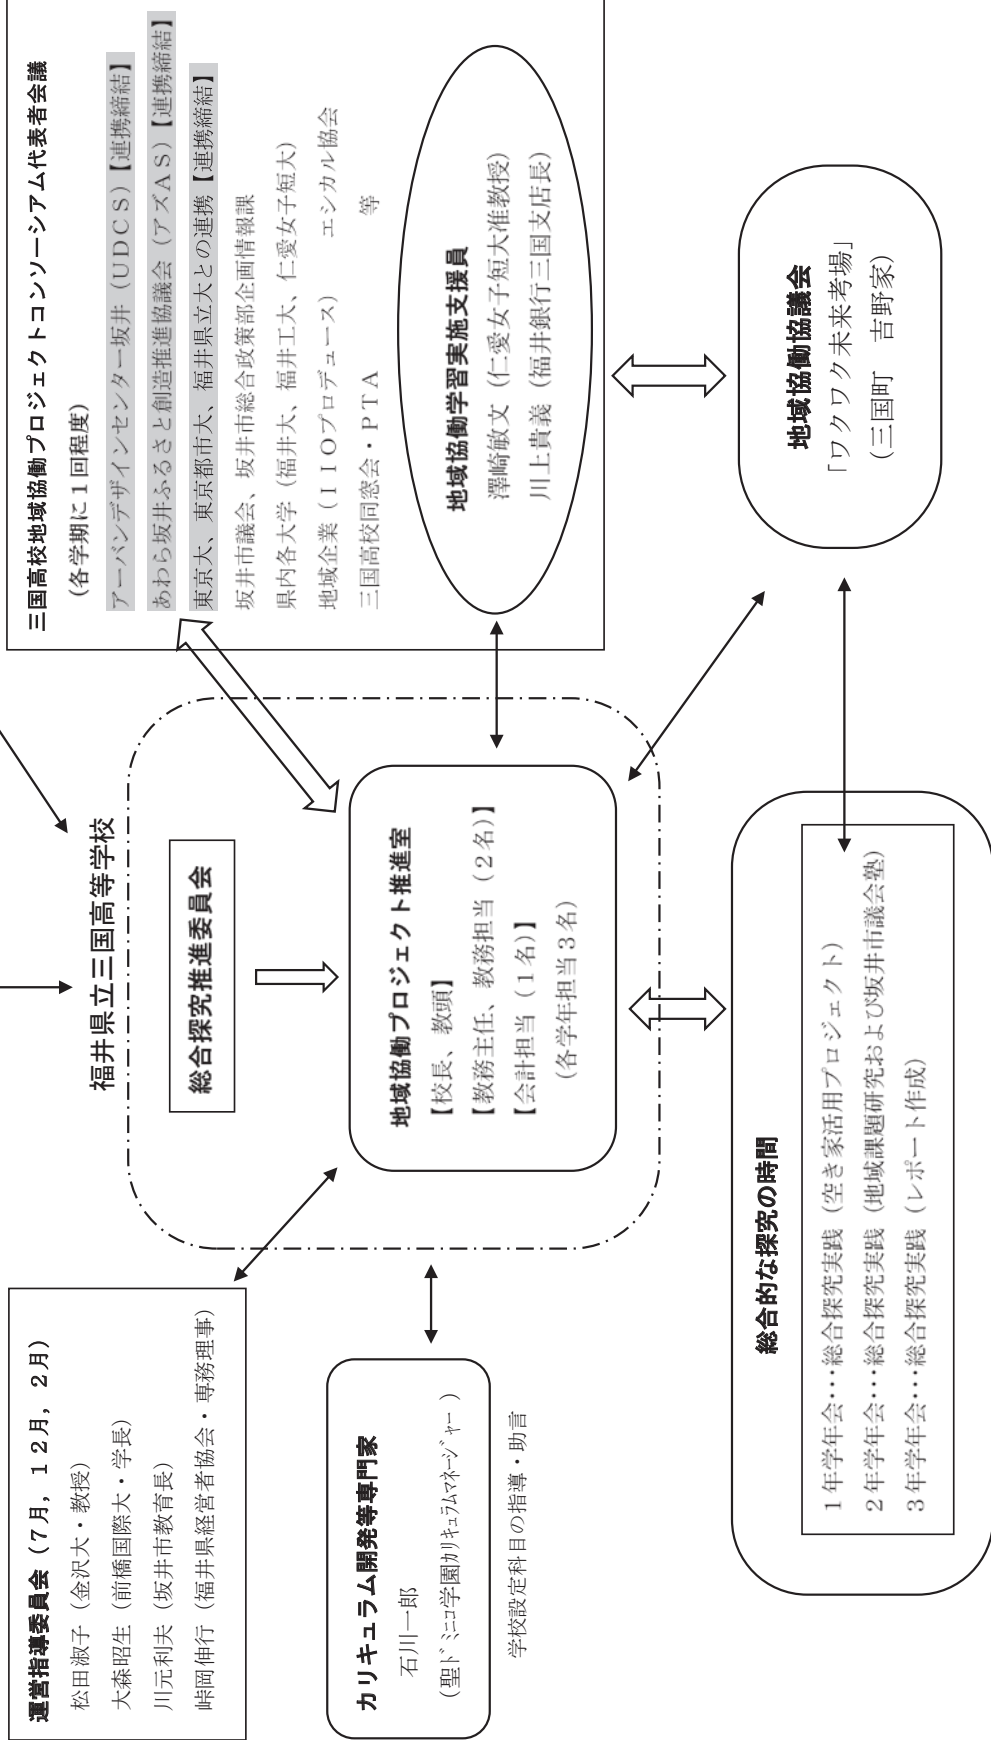 運営指導委員会（７月，１２月，２月）
松田淑子（金沢大・教授）
大森昭生（前橋国際大・学長）
川元利夫（坂井市教育長）
峠岡伸行（福井県経営者協会・専務理事）
カリキュラム開発等専門家
石川一郎
（聖ﾄﾞﾐﾆｺ学園ｶﾘｷｭﾗﾑﾏﾈｰｼﾞｬｰ）
学校設定科目の指導・助言
福井県立三国高等学校
総合探究推進委員会
地域協働プロジェクト推進室
【校長、教頭】
【教務主任、教務担当（２名）】
【会計担当（１名）】
（各学年担当３名）
三国高校地域協働プロジェクトコンソーシアム代表者会議
（各学期に１回程度）
アーバンデザインセンター坂井（ＵＤＣＳ）【連携締結】
あわら坂井ふるさと創造推進協議会（アズＡＳ）【連携締結】
東京大、東京都市大、福井県立大との連携【連携締結】
坂井市議会、坂井市総合政策部企画情報課
県内各大学（福井大、福井工大、仁愛女子短大）
地域企業（ＩＩＯプロデュース）　エシカル協会
三国高校同窓会・ＰＴＡ　　　　　　等
地域協働学習実施支援員
澤崎敏文（仁愛女子短大准教授）
川上貴義（福井銀行三国支店長）
総合的な探究の時間
１年学年会・・・総合探究実践（空き家活用プロジェクト）
２年学年会・・・総合探究実践（地域課題研究および坂井市議会塾）
３年学年会・・・総合探究実践（レポート作成）
地域協働協議会
「ワクワク未来考場」
（三国町　吉野家）